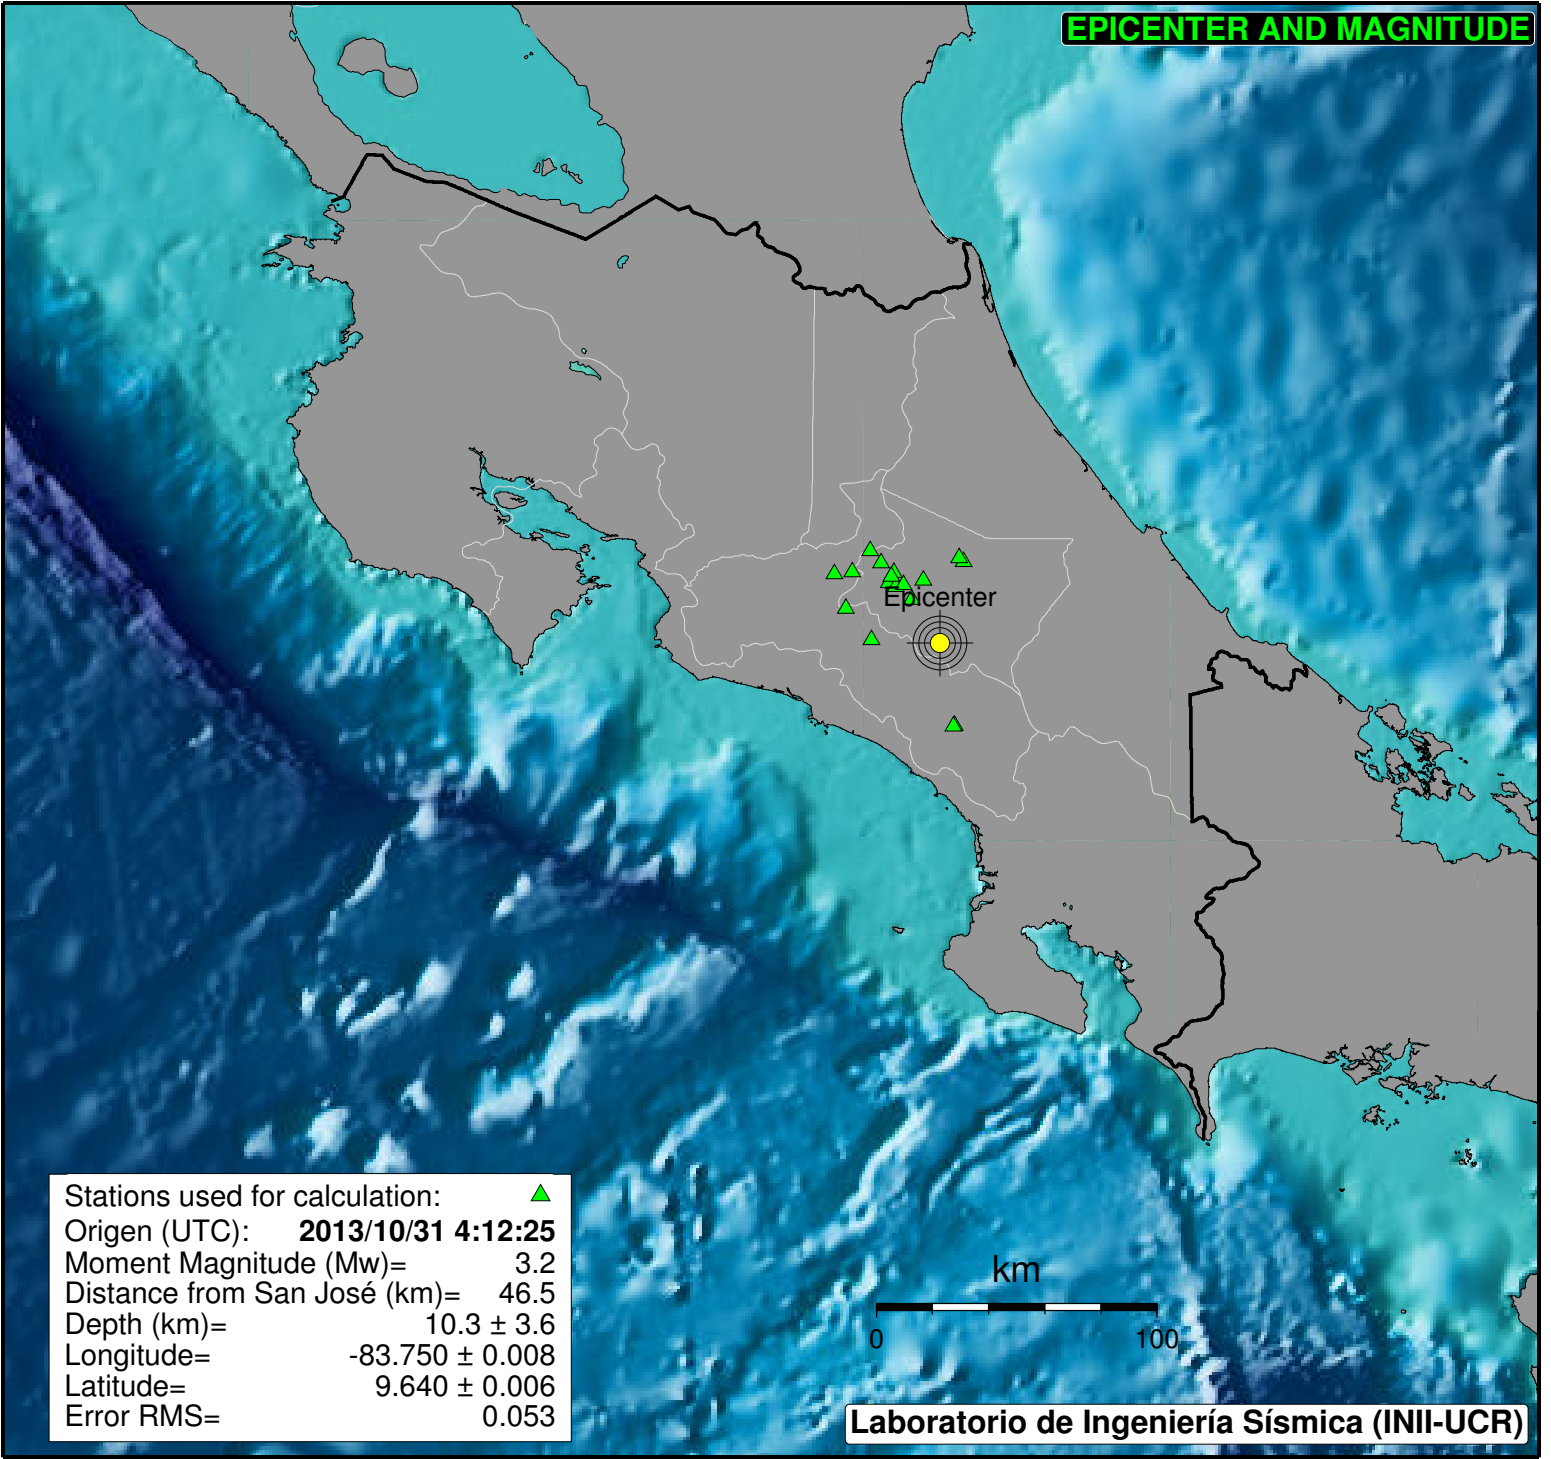 EPICENTER AND MAGNITUDE
Epicenter
Stations used for calculation:
Origen (UTC): 2013/10/31 4:12:25
Moment Magnitude (Mw)= 3.2
Distance from San José (km)= 46.5
Depth (km)= 10.3 ± 3.6
Longitude= -83.750 ± 0.008
Latitude= 9.640 ± 0.006
Error RMS= 0.053
km
0 100
Laboratorio de Ingeniería Sísmica (INII-UCR)